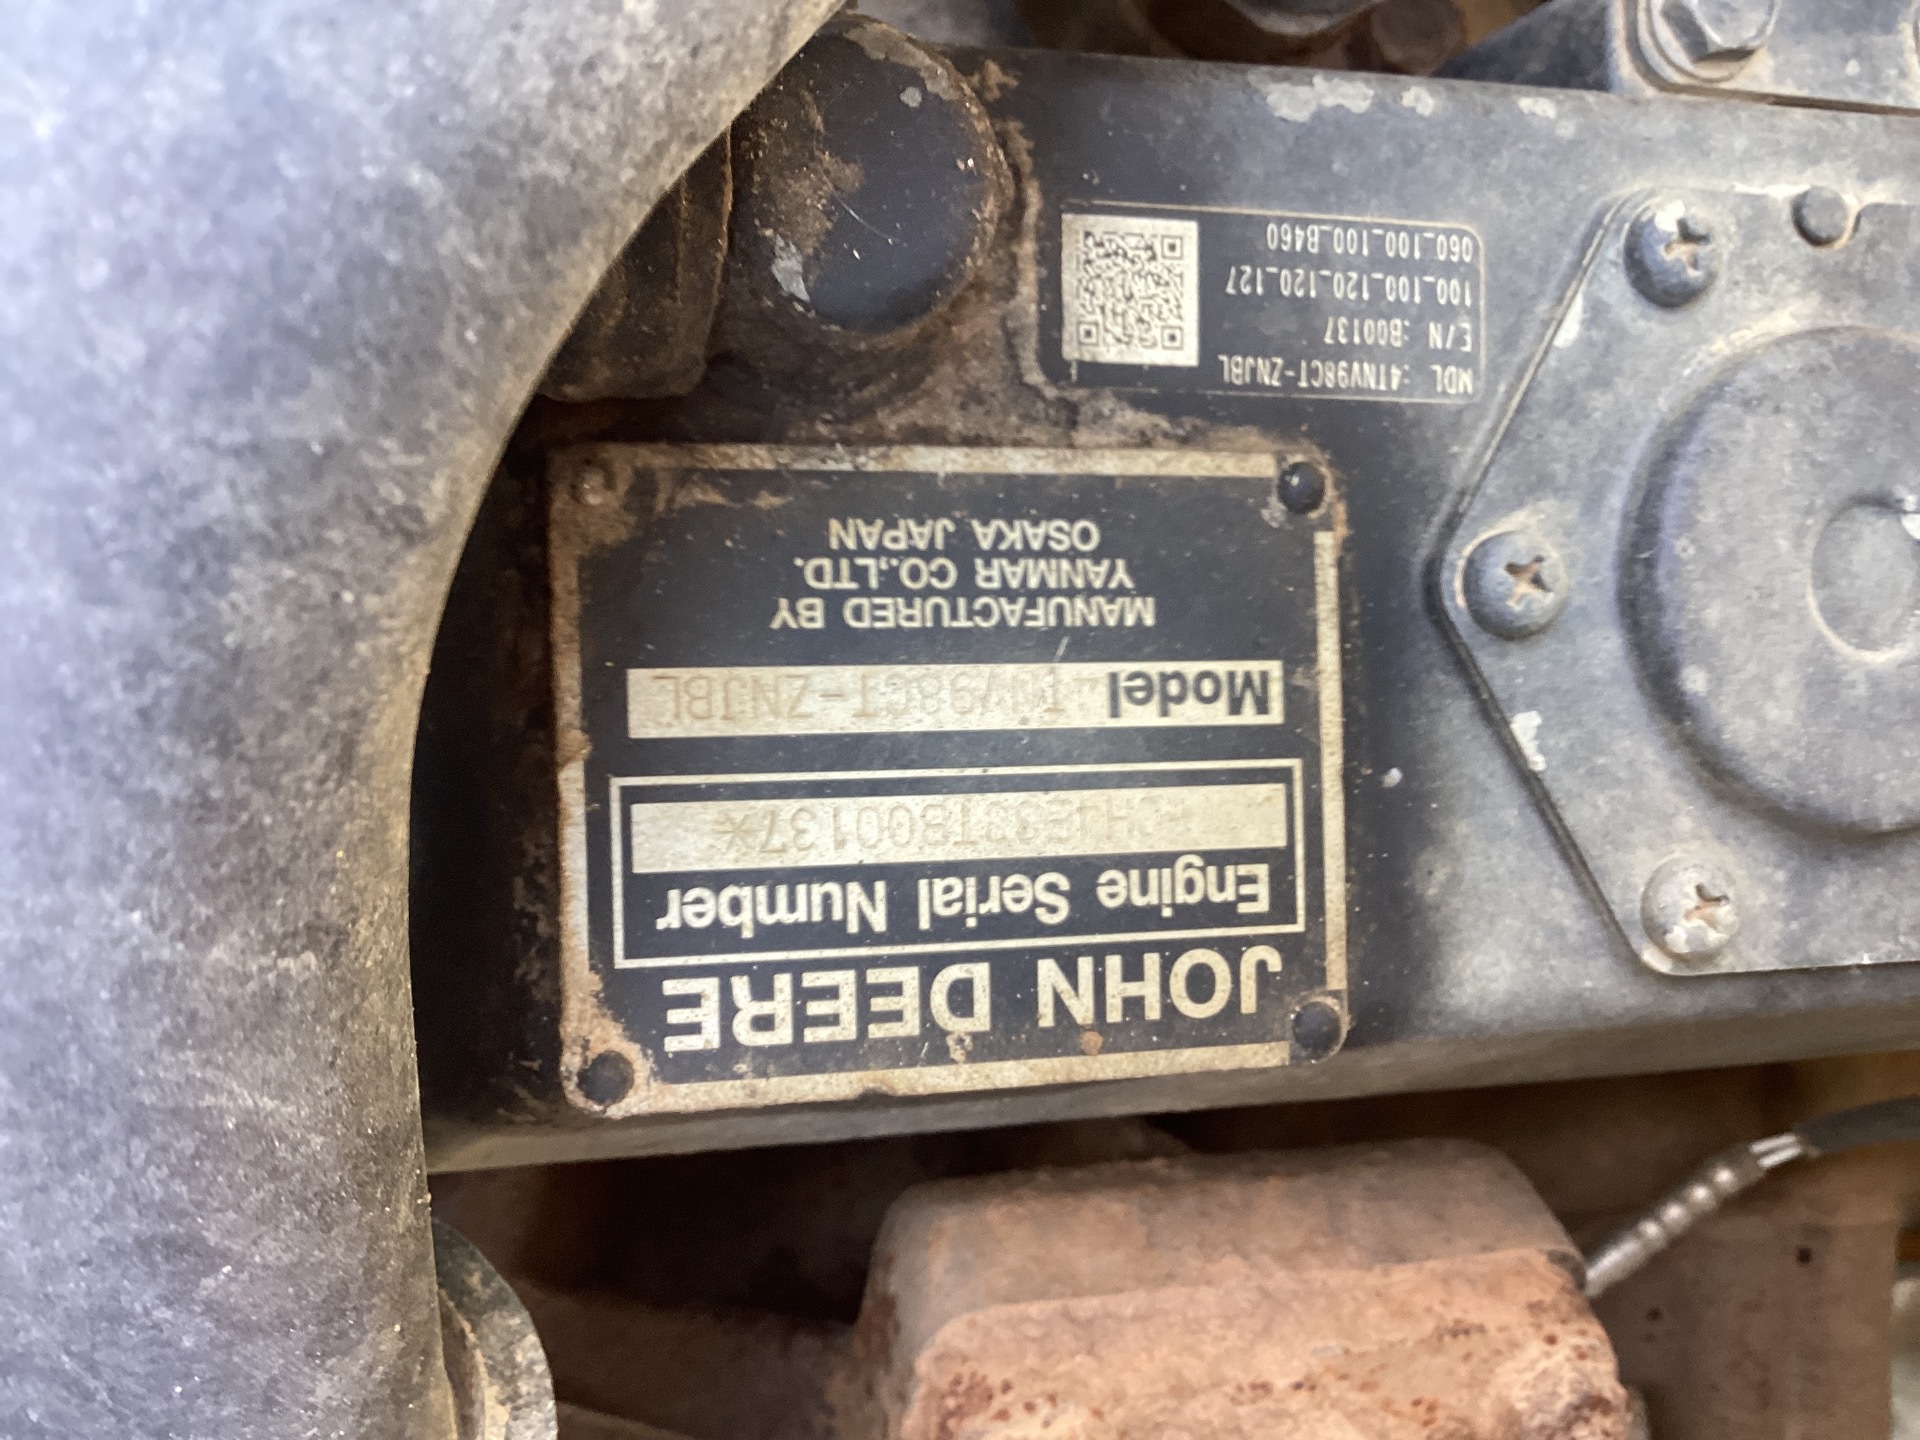 JOHN DEERE
Engine Serial Number
Model
MANUFACTURED BY
YANMAR CO.,LTD.
OSAKA JAPAN
MDL :4TNV98CT-ZNJBL
E/N :B00137
100_100_120_120_127
060_100_100_B460